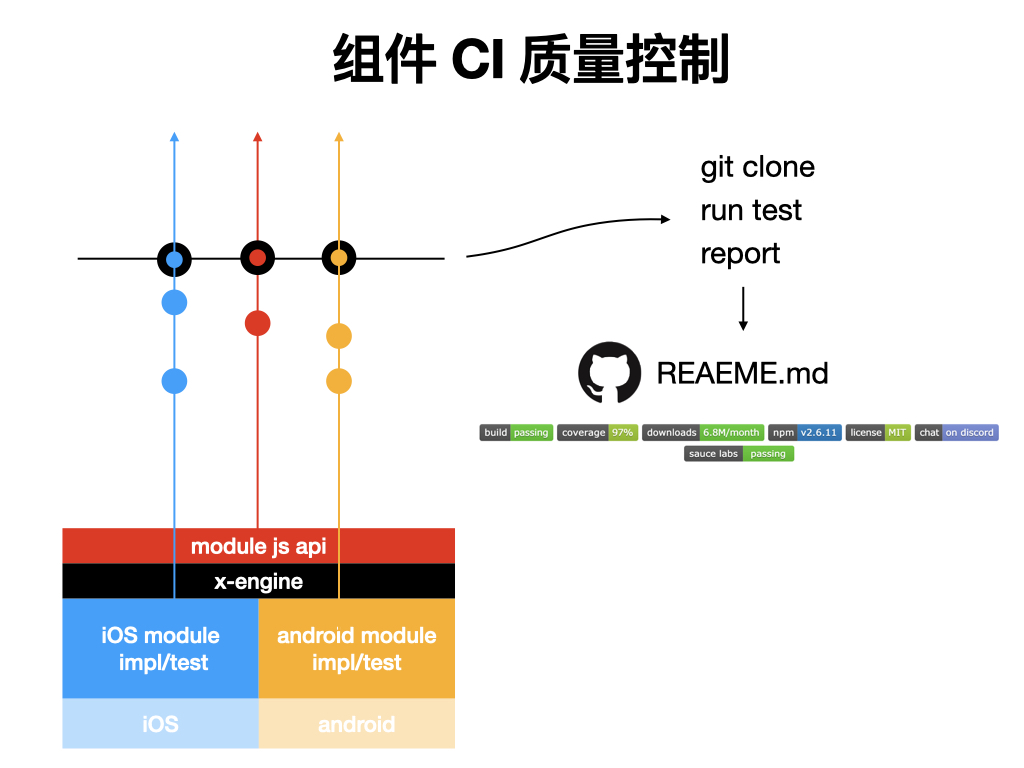 组件 CI 质量控制
git clone
run test
report
REAEME.md
build passing coverage 97% downloads 6.8M/month npm v2.6.11 license MIT chat on discord
sauce labs passing
module js api
x-engine
iOS module
impl/test
android module
impl/test
iOS
android